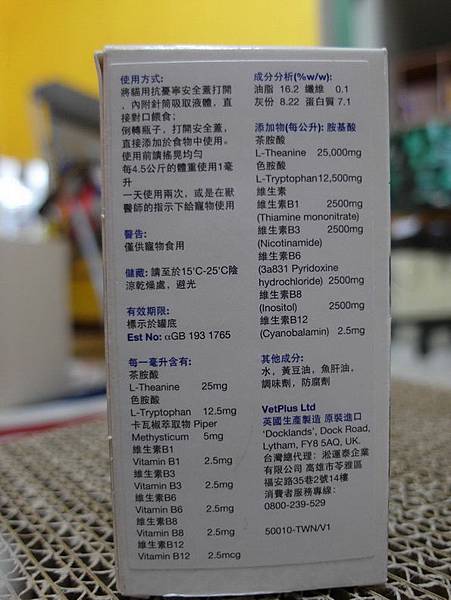 使用方式:
將貓用抗憂寧安全蓋打開
，內附針筒吸取液體，直
接對口餵食;
倒轉瓶子，打開安全蓋，
直接添加於食物中使用。
使用前請搖晃均勻
每4.5公斤的體重使用1毫
升
一天使用兩次，或是在獸
醫師的指示下給寵物使用
警告:
僅供寵物食用
儲藏: 請至於15°C-25°C陰
涼乾燥處，避光
有效期限:
標示於罐底
Est No: αGB 193 1765
每一毫升含有:
茶胺酸
L-Theanine 25mg
色胺酸
L-Tryptophan 12.5mg
卡瓦椒萃取物 Piper
Methysticum 5mg
維生素B1
Vitamin B1 2.5mg
維生素B3
Vitamin B3 2.5mg
維生素B6
Vitamin B6 2.5mg
維生素B8
Vitamin B8 2.5mg
維生素B12
Vitamin B12 2.5mcg
成分分析(%w/w):
油脂 16.2 纖維 0.1
灰份 8.22 蛋白質 7.1
添加物(每公升): 胺基酸
茶胺酸
L-Theanine 25,000mg
色胺酸
L-Tryptophan 12,500mg
維生素
維生素B1 2500mg
(Thiamine mononitrate)
維生素B3 2500mg
(Nicotinamide)
維生素B6
(3a831 Pyridoxine
hydrochloride) 2500mg
維生素B8
(Inositol) 2500mg
維生素B12
(Cyanobalamin) 2.5mg
其他成分:
水，黃豆油，魚肝油，
調味劑，防腐劑
VetPlus Ltd
英國生產製造 原裝進口
'Docklands', Dock Road,
Lytham, FY8 5AQ, UK.
台灣總代理: 淞運泰企業
有限公司 高雄市苓雅區
福安路35巷2號14樓
消費者服務專線:
0800-239-529
50010-TWN/V1